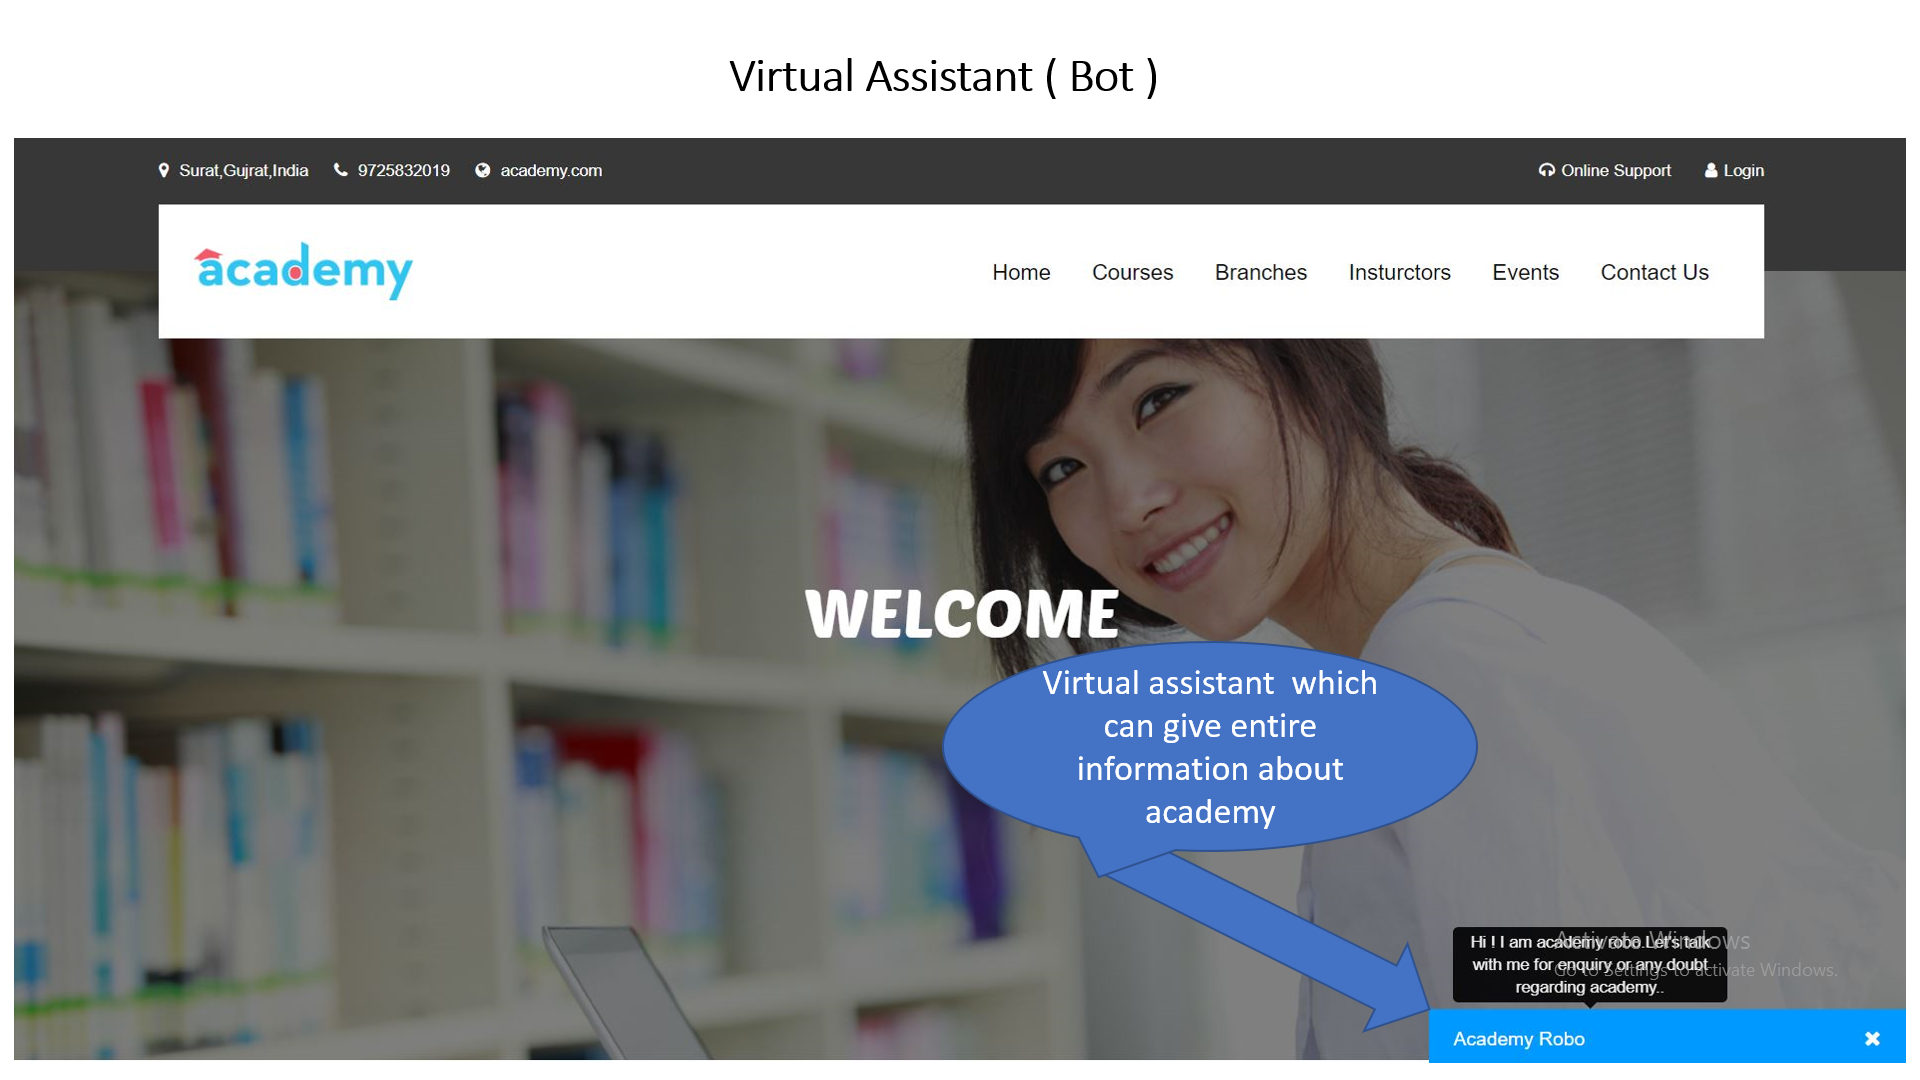 Virtual Assistant ( Bot )
Surat,Gujrat,India 9725832019 academy.com Online Support Login
academy
Home Courses Branches Insturctors Events Contact Us
WELCOME
Virtual assistant which
can give entire
information about
academy
Hi ! I am academy robo.Let's talk
with me for enquiry or any doubt
regarding academy..
Activate Windows
Go to Settings to activate Windows.
Academy Robo